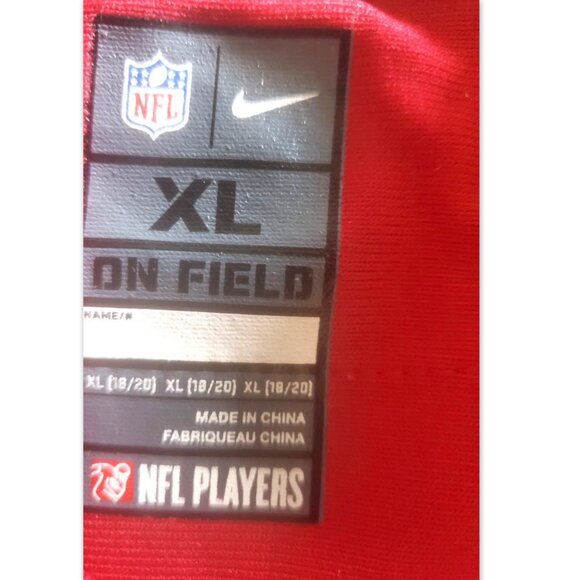 NFL
XL
ON FIELD
NAME/#
XL (18/20) XL (18/20) XL (18/20)
MADE IN CHINA
FABRIQUEAU CHINA
NFL PLAYERS